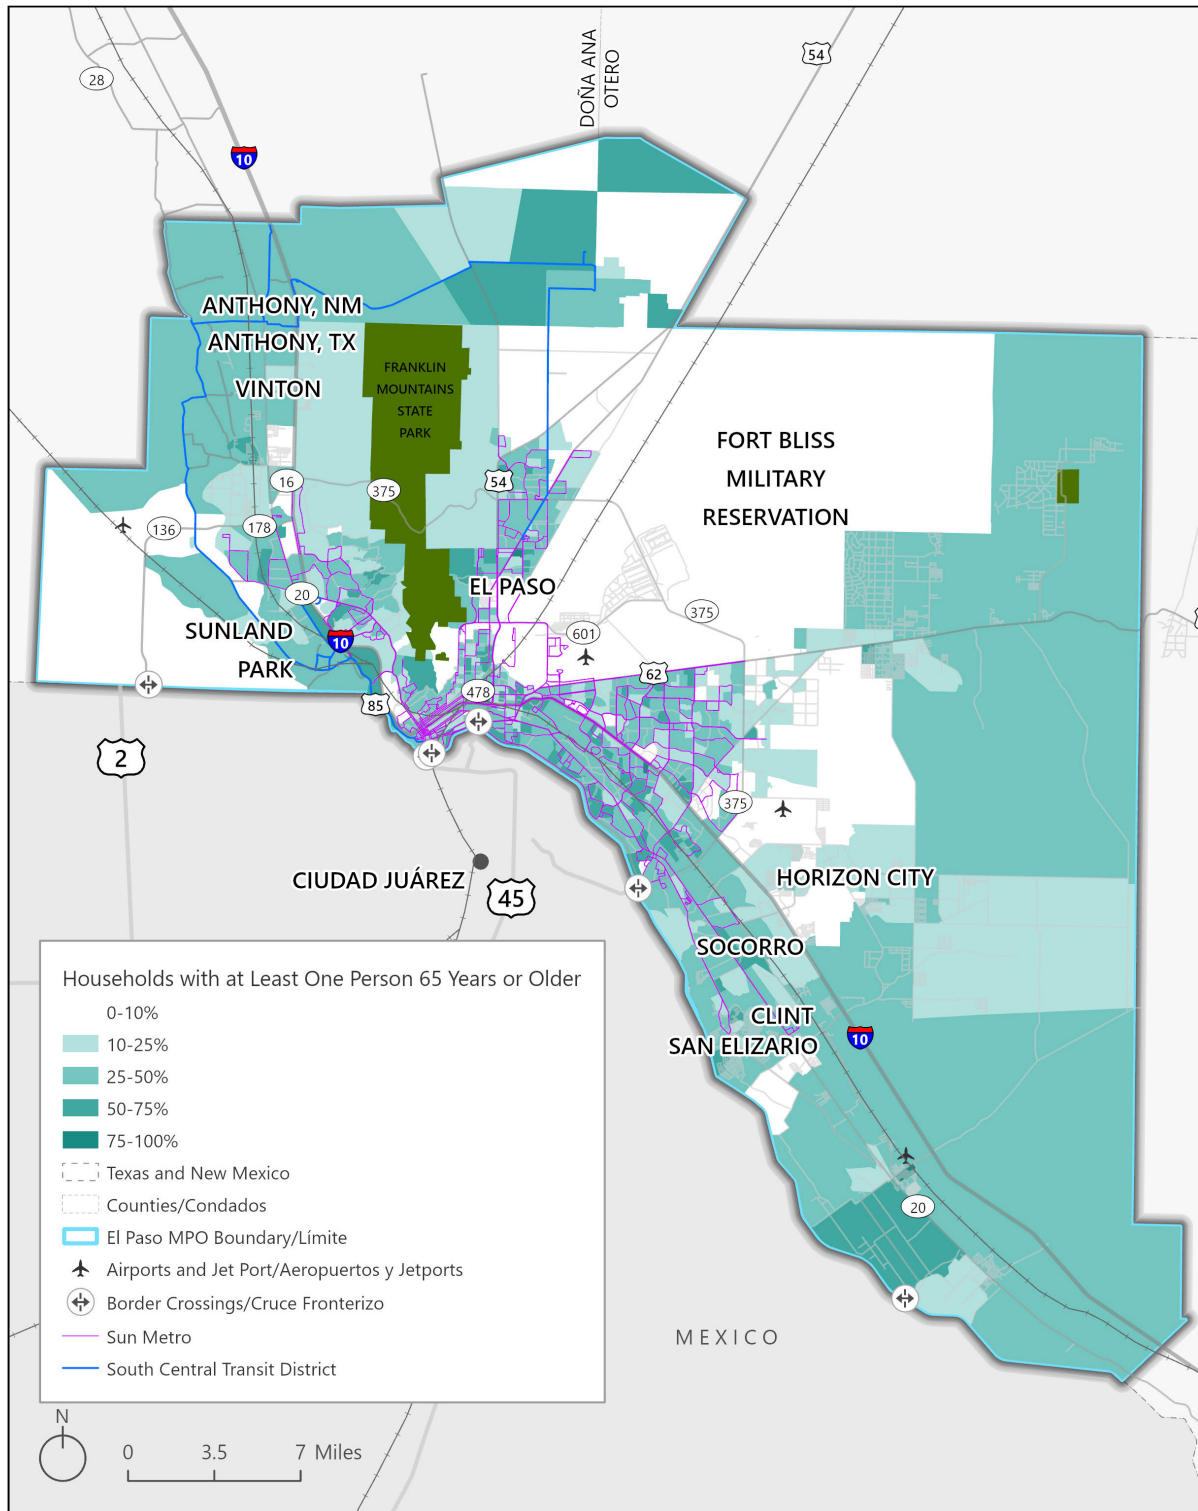 28
DOÑA ANA
OTERO
54
10
ANTHONY, NM
ANTHONY, TX
VINTON
FRANKLIN
MOUNTAINS
STATE
PARK
FORT BLISS
MILITARY
RESERVATION
16
375
54
136
178
EL PASO
20
375
601
SUNLAND
PARK
10
62
478
85
2
375
CIUDAD JUÁREZ
45
HORIZON CITY
SOCORRO
CLINT
SAN ELIZARIO
10
20
MEXICO
Households with at Least One Person 65 Years or Older
0-10%
10-25%
25-50%
50-75%
75-100%
Texas and New Mexico
Counties/Condados
El Paso MPO Boundary/Límite
Airports and Jet Port/Aeropuertos y Jetports
Border Crossings/Cruce Fronterizo
Sun Metro
South Central Transit District
N
0 3.5 7 Miles